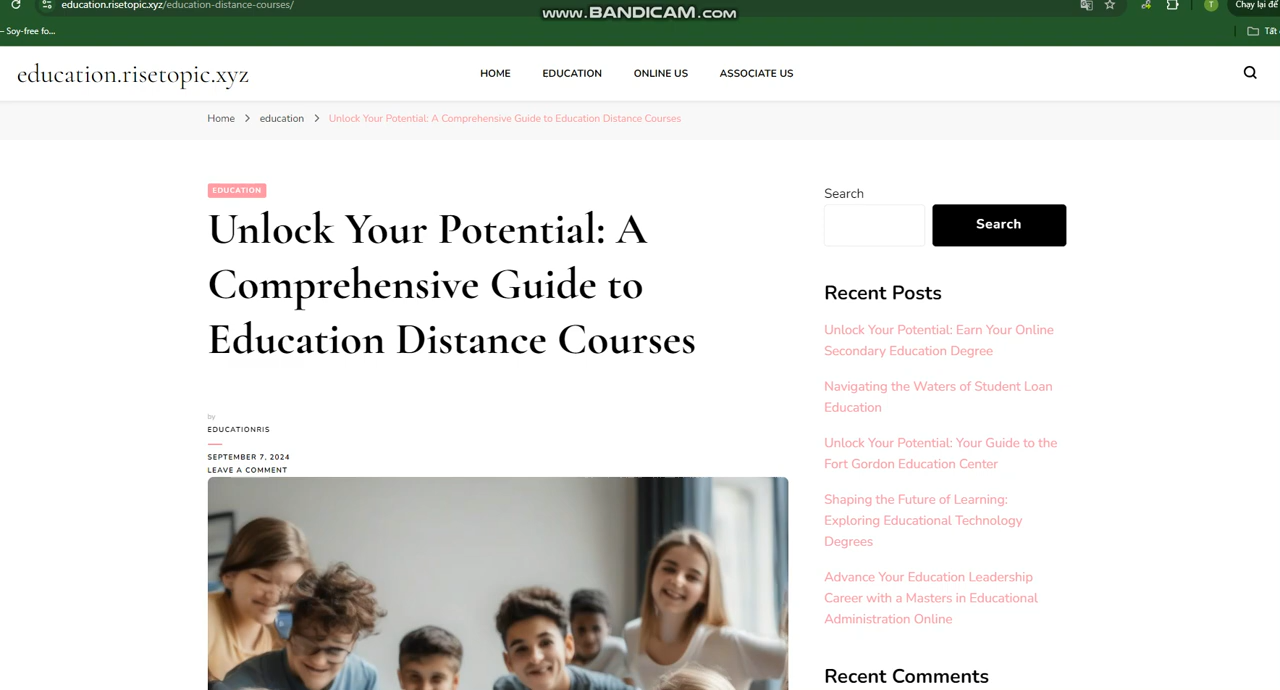 education.risetopic.xyz/education-distance-courses/
www.BANDICAM.com
Chạy lại để
– Soy-free fo...
education.risetopic.xyz
HOME
EDUCATION
ONLINE US
ASSOCIATE US
Home > education > Unlock Your Potential: A Comprehensive Guide to Education Distance Courses
EDUCATION
Unlock Your Potential: A
Comprehensive Guide to
Education Distance Courses
by
EDUCATIONRIS
SEPTEMBER 7, 2024
LEAVE A COMMENT
Search
Search
Recent Posts
Unlock Your Potential: Earn Your Online
Secondary Education Degree
Navigating the Waters of Student Loan
Education
Unlock Your Potential: Your Guide to the
Fort Gordon Education Center
Shaping the Future of Learning:
Exploring Educational Technology
Degrees
Advance Your Education Leadership
Career with a Masters in Educational
Administration Online
Recent Comments